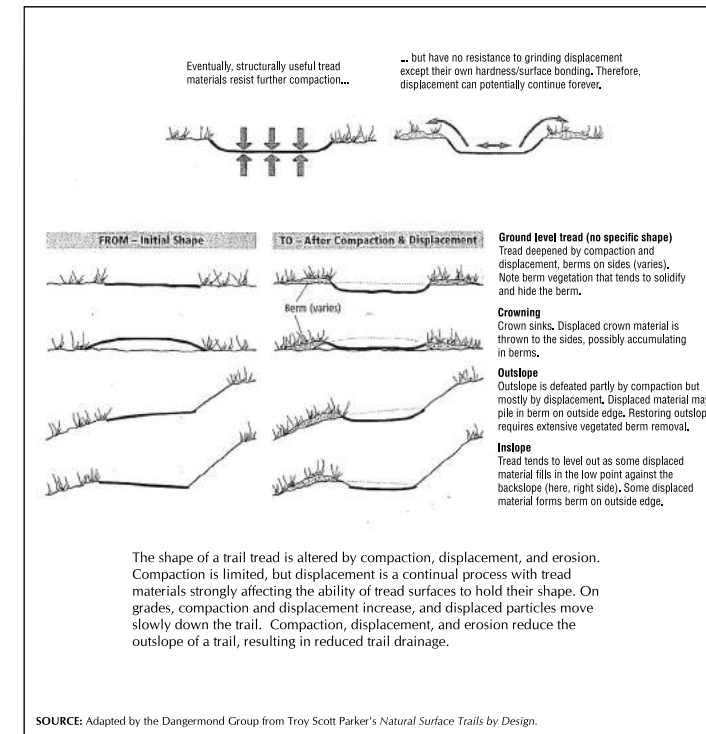 Eventually, structurally useful tread
materials resist further compaction...
... but have no resistance to grinding displacement
except their own hardness/surface bonding. Therefore,
displacement can potentially continue forever.
FROM – Initial Shape
TO – After Compaction & Displacement
Berm (varies)
Ground level tread (no specific shape)
Tread deepened by compaction and
displacement, berms on sides (varies).
Note berm vegetation that tends to solidify
and hide the berm.
Crowning
Crown sinks. Displaced crown material is
thrown to the sides, possibly accumulating
in berms.
Outslope
Outslope is defeated partly by compaction but
mostly by displacement. Displaced material may
pile in berm on outside edge. Restoring outslop
requires extensive vegetated berm removal.
Inslope
Tread tends to level out as some displaced
material fills in the low point against the
backslope (here, right side). Some displaced
material forms berm on outside edge.
The shape of a trail tread is altered by compaction, displacement, and erosion.
Compaction is limited, but displacement is a continual process with tread
materials strongly affecting the ability of tread surfaces to hold their shape. On
grades, compaction and displacement increase, and displaced particles move
slowly down the trail.  Compaction, displacement, and erosion reduce the
outslope of a trail, resulting in reduced trail drainage.
SOURCE: Adapted by the Dangermond Group from Troy Scott Parker's Natural Surface Trails by Design.